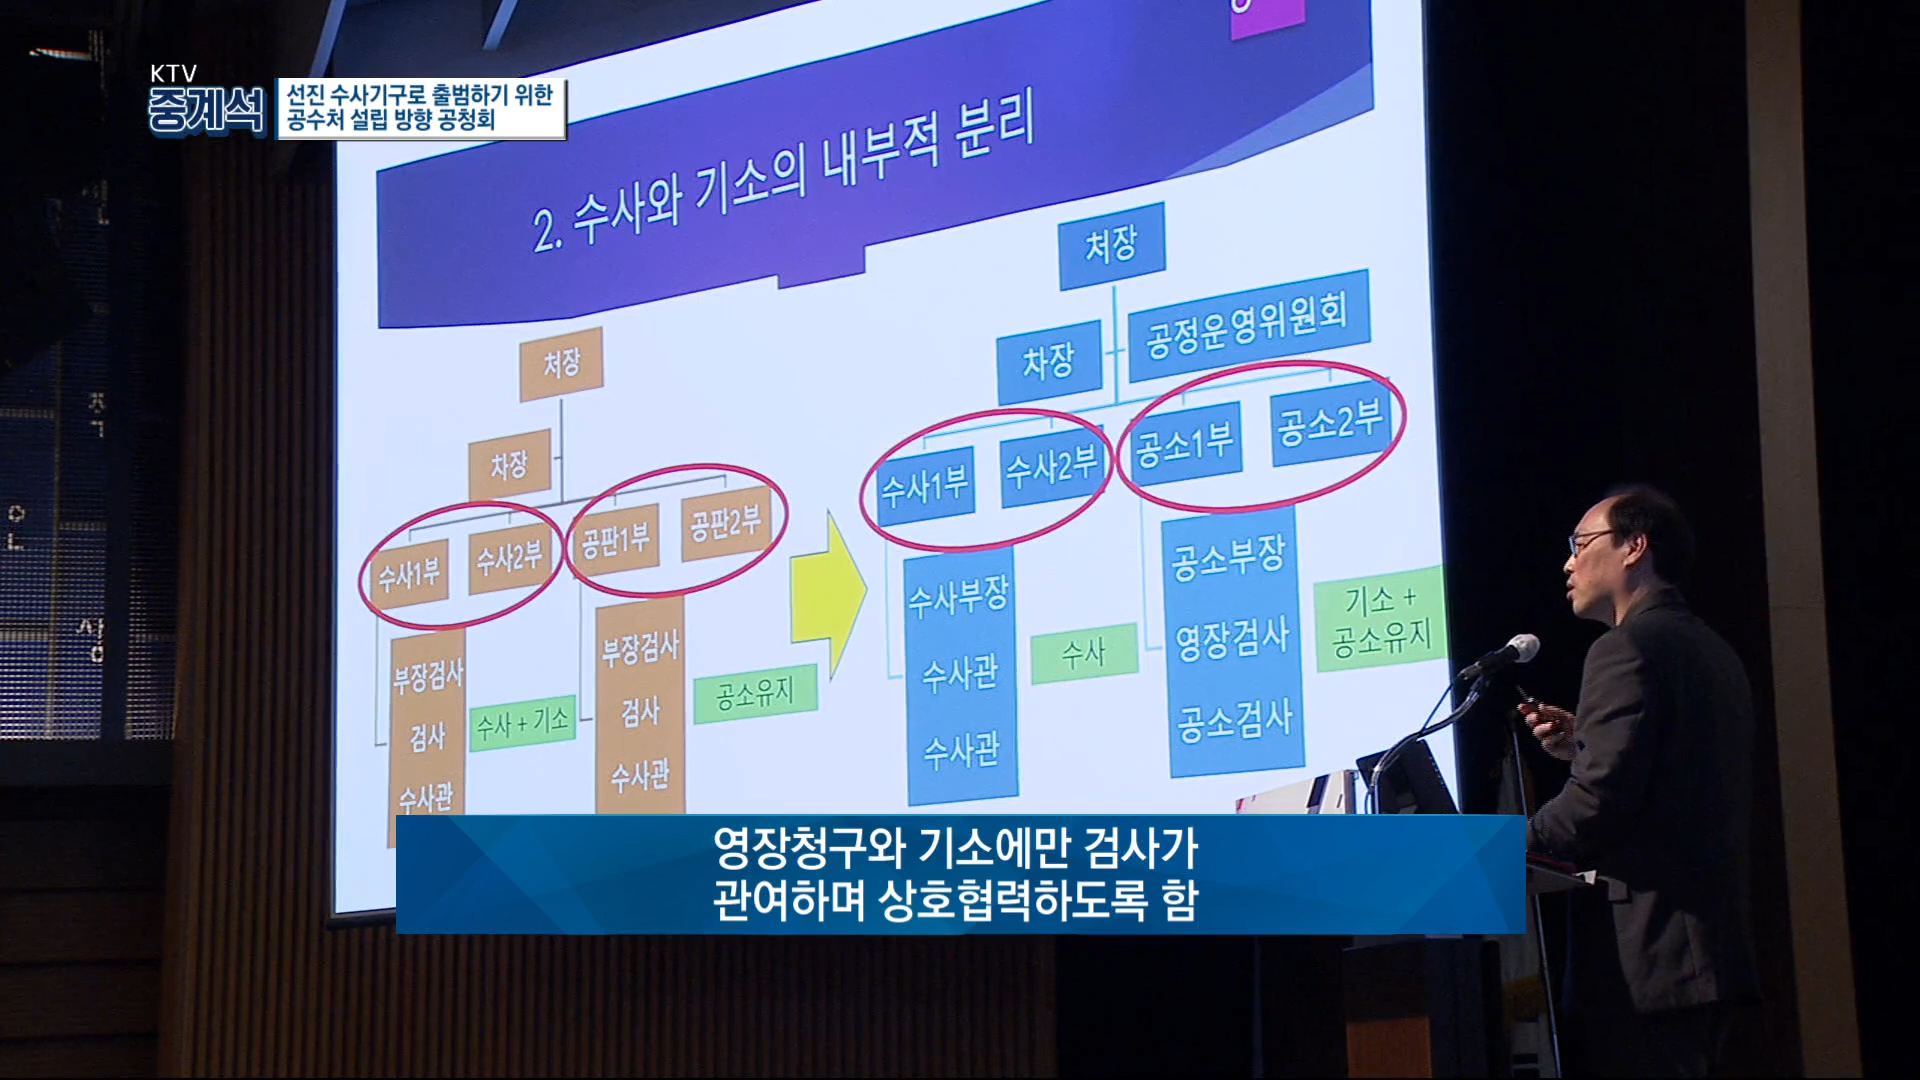 KTV
중계석
선진 수사기구로 출범하기 위한
공수처 설립 방향 공청회
2. 수사와 기소의 내부적 분리
처장
차장
수사1부
수사2부
공판1부
공판2부
부장검사
검사
수사관
수사 + 기소
부장검사
검사
수사관
공소유지
처장
차장
공정운영위원회
수사1부
수사2부
공소1부
공소2부
수사부장
수사관
수사관
수사
공소부장
영장검사
공소검사
기소 +
공소유지
영장청구와 기소에만 검사가
관여하며 상호협력하도록 함